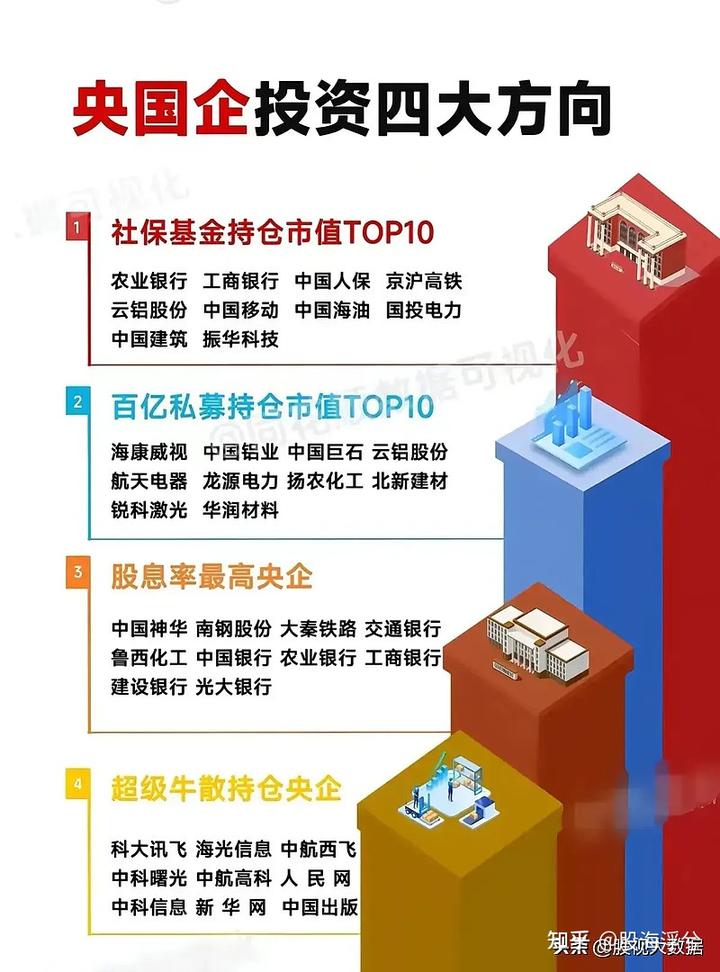 央国企投资四大方向
1 社保基金持仓市值TOP10
农业银行 工商银行 中国人保 京沪高铁
云铝股份 中国移动 中国海油 国投电力
中国建筑 振华科技
2 百亿私募持仓市值TOP10
海康威视 中国铝业 中国巨石 云铝股份
航天电器 龙源电力 扬农化工 北新建材
锐科激光 华润材料
3 股息率最高央企
中国神华 南钢股份 大秦铁路 交通银行
鲁西化工 中国银行 农业银行 工商银行
建设银行 光大银行
4 超级牛散持仓央企
科大讯飞 海光信息 中航西飞
中科曙光 中航高科 人民网
中科信息 新华网 中国出版
数据可视化
知乎
头条 @股视大数据